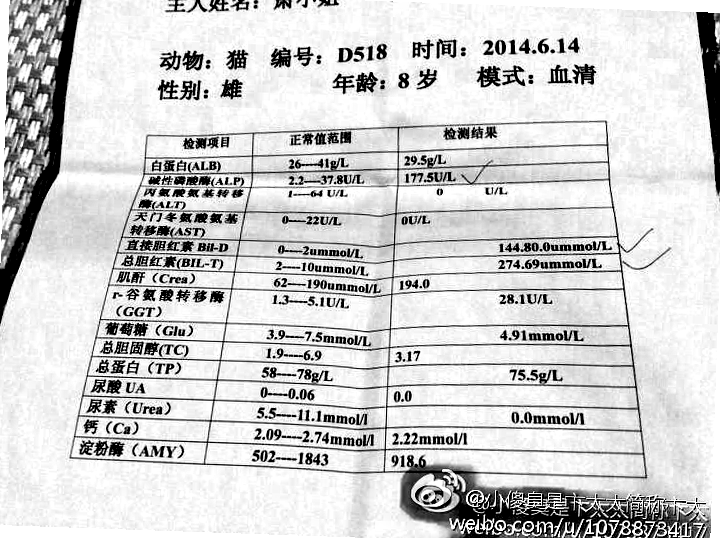 主人姓名：萧小姐
动物：猫 编号：D518 时间：2014.6.14
性别：雄 年龄：8岁 模式：血清
检测项目 正常值范围 检测结果
白蛋白(ALB) 26----41g/L 29.5g/L
碱性磷酸酶(ALP) 2.2---37.8U/L 177.5U/L
丙氨酸氨基转移 1----64 U/L 0 U/L
酶(ALT)
天门冬氨酸氨基 0----22U/L 0U/L
转移酶(AST)
直接胆红素 Bil-D 0----2ummol/L 144.80.0ummol/L
总胆红素(BIL-T) 2----10ummol/L 274.69ummol/L
肌酐（Crea） 62----190ummol/L 194.0
r-谷氨酸转移酶 1.3----5.1U/L 28.1U/L
（GGT）
葡萄糖（Glu） 3.9----7.5mmol/L 4.91mmol/L
总胆固醇(TC) 1.9----6.9 3.17
总蛋白（TP） 58----78g/L 75.5g/L
尿酸 UA 0----0.06 0.0
尿素（Urea） 5.5----11.1mmol/l 0.0mmol/l
钙（Ca） 2.09----2.74mmol/l 2.22mmol/l
淀粉酶（AMY） 502----1843 918.6
@小傻臭是卞太太简称卞太
weibo.com/u/1078873417